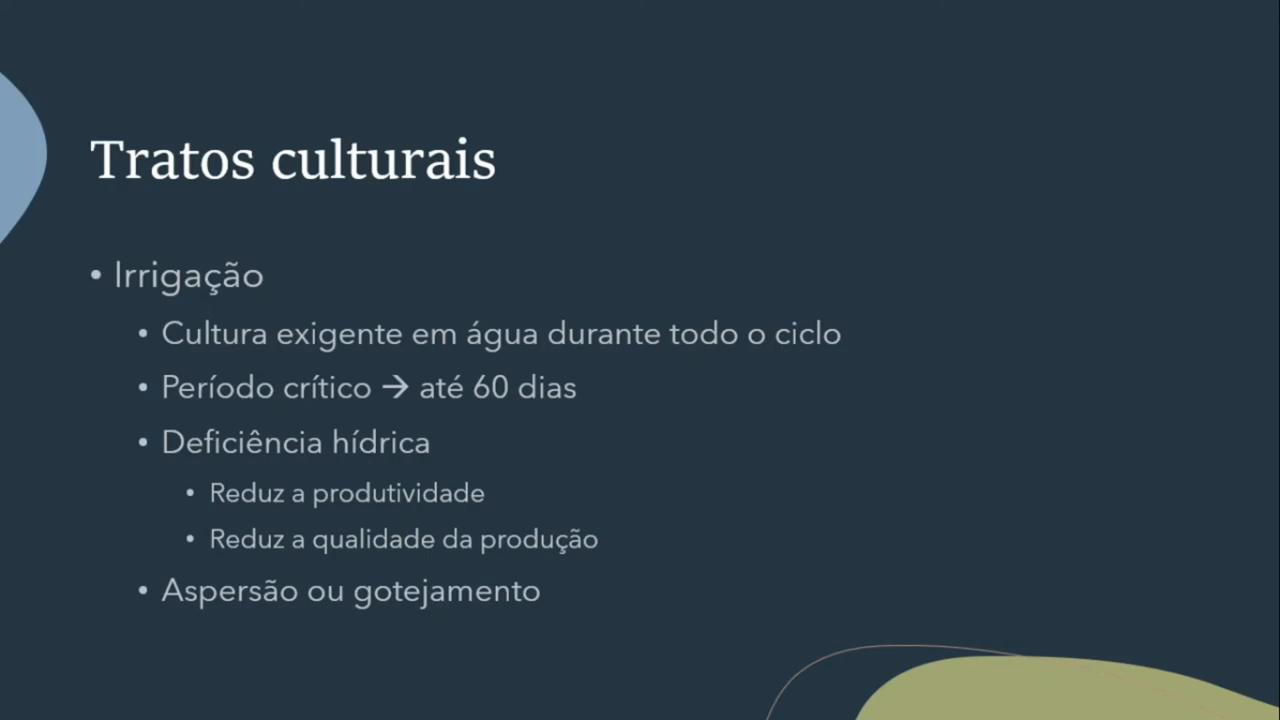 Tratos culturais
• Irrigação
• Cultura exigente em água durante todo o ciclo
• Período crítico → até 60 dias
• Deficiência hídrica
• Reduz a produtividade
• Reduz a qualidade da produção
• Aspersão ou gotejamento